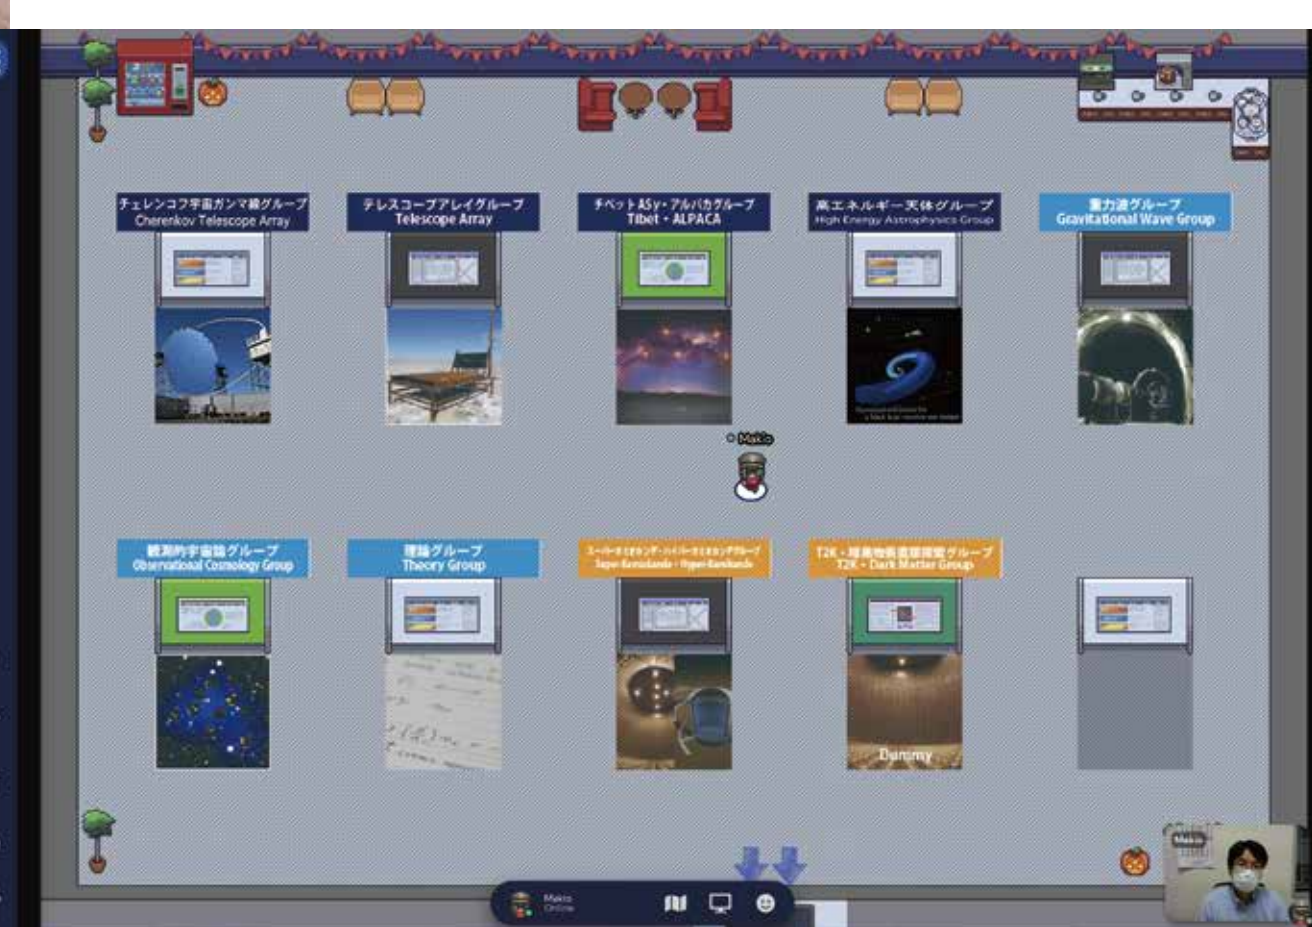 チェレンコフ宇宙ガンマ線グループ
Cherenkov Telescope Array
テレスコープアレイグループ
Telescope Array
チベットASγ・アルパカグループ
Tibet・ALPACA
高エネルギー天体グループ
High Energy Astrophysics Group
重力波グループ
Gravitational Wave Group
Makio
観測的宇宙論グループ
Observational Cosmology Group
理論グループ
Theory Group
スーパーカミオカンデ・ハイパーカミオカンデグループ
Super-Kamiokande・Hyper-Kamiokande
T2K・暗黒物質直接探索グループ
T2K・Dark Matter Group
Dummy
Makio
Makio
Online